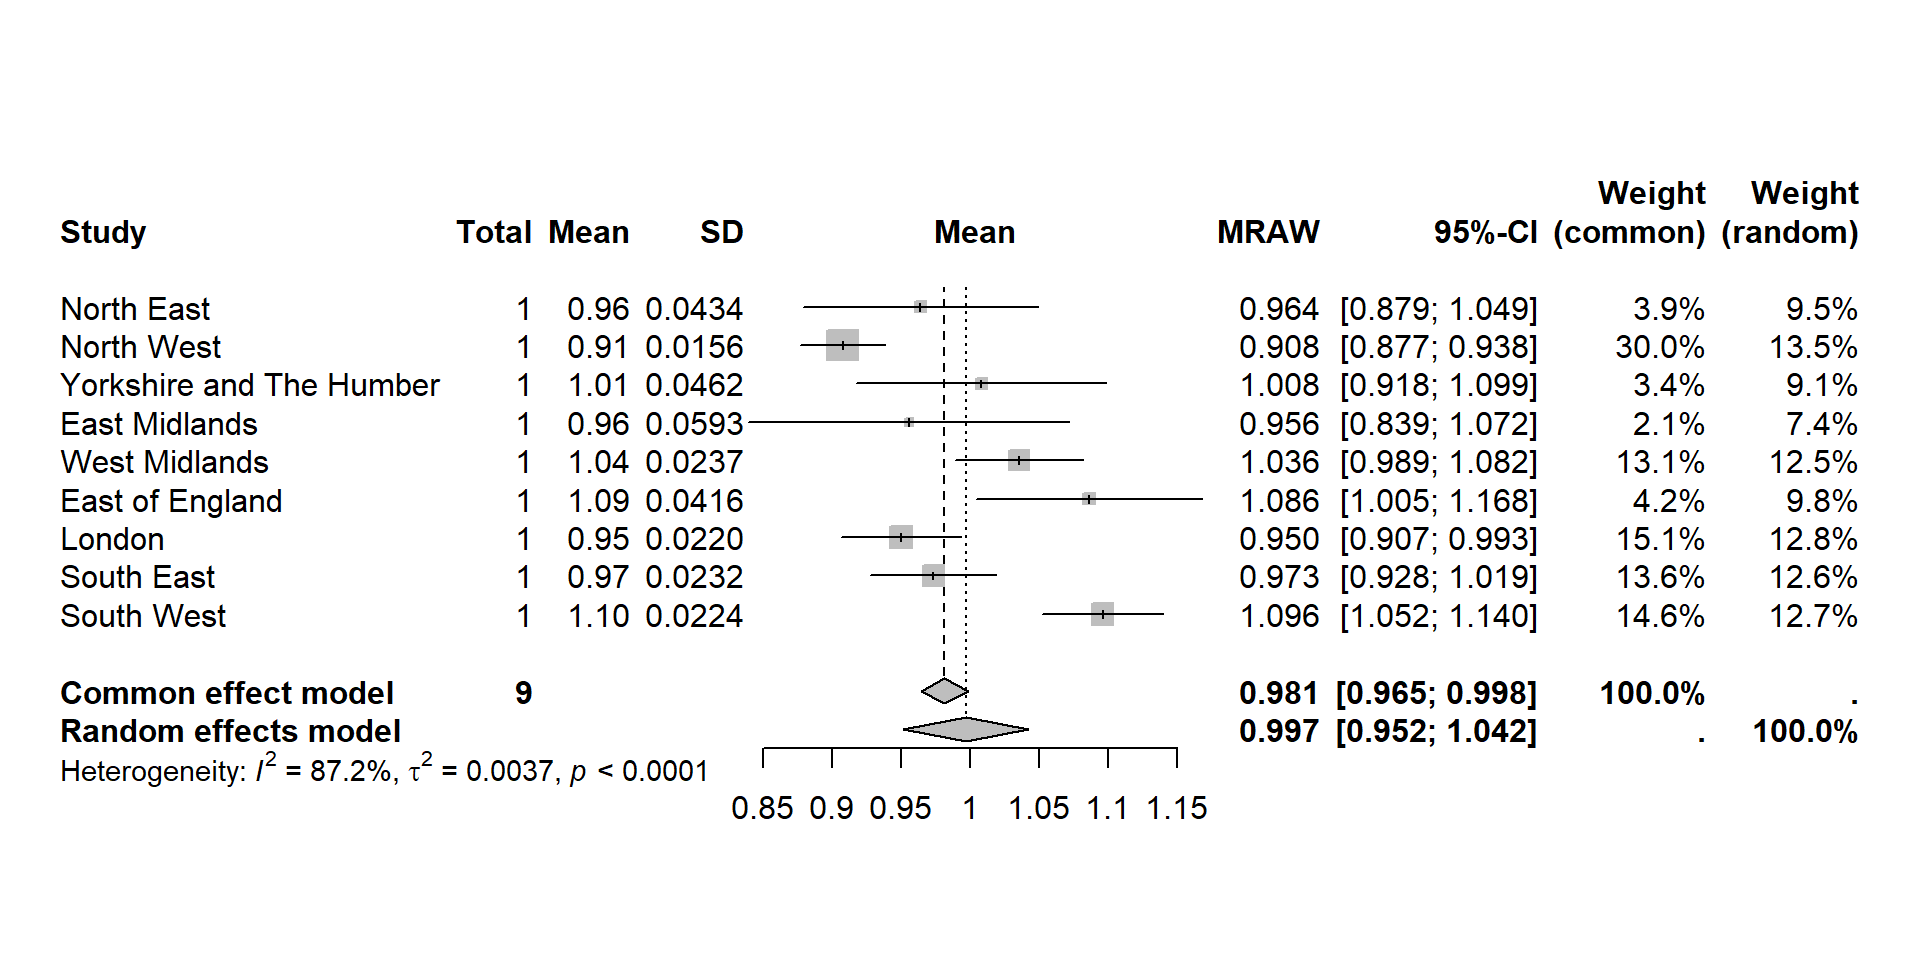 Weight Weight
Study Total Mean SD Mean MRAW 95%-CI (common) (random)
North East 1 0.96 0.0434 0.964 [0.879; 1.049] 3.9% 9.5%
North West 1 0.91 0.0156 0.908 [0.877; 0.938] 30.0% 13.5%
Yorkshire and The Humber 1 1.01 0.0462 1.008 [0.918; 1.099] 3.4% 9.1%
East Midlands 1 0.96 0.0593 0.956 [0.839; 1.072] 2.1% 7.4%
West Midlands 1 1.04 0.0237 1.036 [0.989; 1.082] 13.1% 12.5%
East of England 1 1.09 0.0416 1.086 [1.005; 1.168] 4.2% 9.8%
London 1 0.95 0.0220 0.950 [0.907; 0.993] 15.1% 12.8%
South East 1 0.97 0.0232 0.973 [0.928; 1.019] 13.6% 12.6%
South West 1 1.10 0.0224 1.096 [1.052; 1.140] 14.6% 12.7%
Common effect model 9 0.981 [0.965; 0.998] 100.0% .
Random effects model 0.997 [0.952; 1.042] . 100.0%
Heterogeneity: I² = 87.2%, τ² = 0.0037, p < 0.0001
0.85 0.9 0.95 1 1.05 1.1 1.15